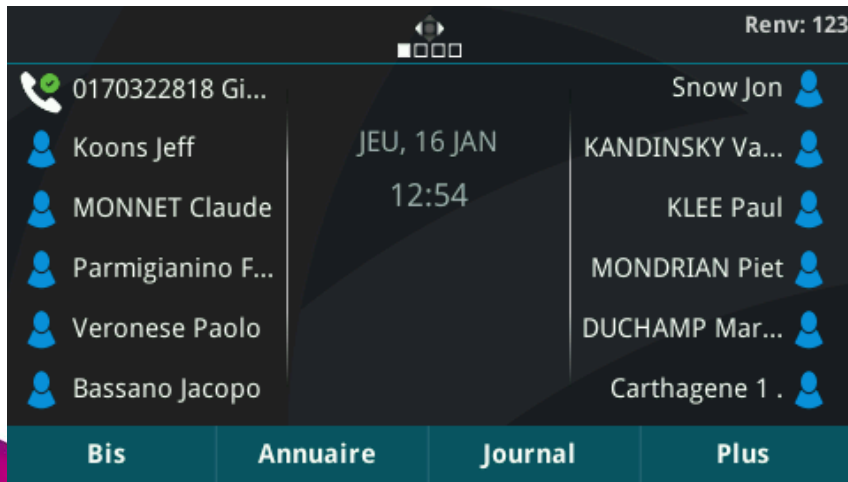 Renv: 123
0170322818 Gi...
Koons Jeff
MONNET Claude
Parmigianino F...
Veronese Paolo
Bassano Jacopo
JEU, 16 JAN
12:54
Snow Jon
KANDINSKY Va...
KLEE Paul
MONDRIAN Piet
DUCHAMP Mar...
Carthagene 1 .
Bis Annuaire Journal Plus